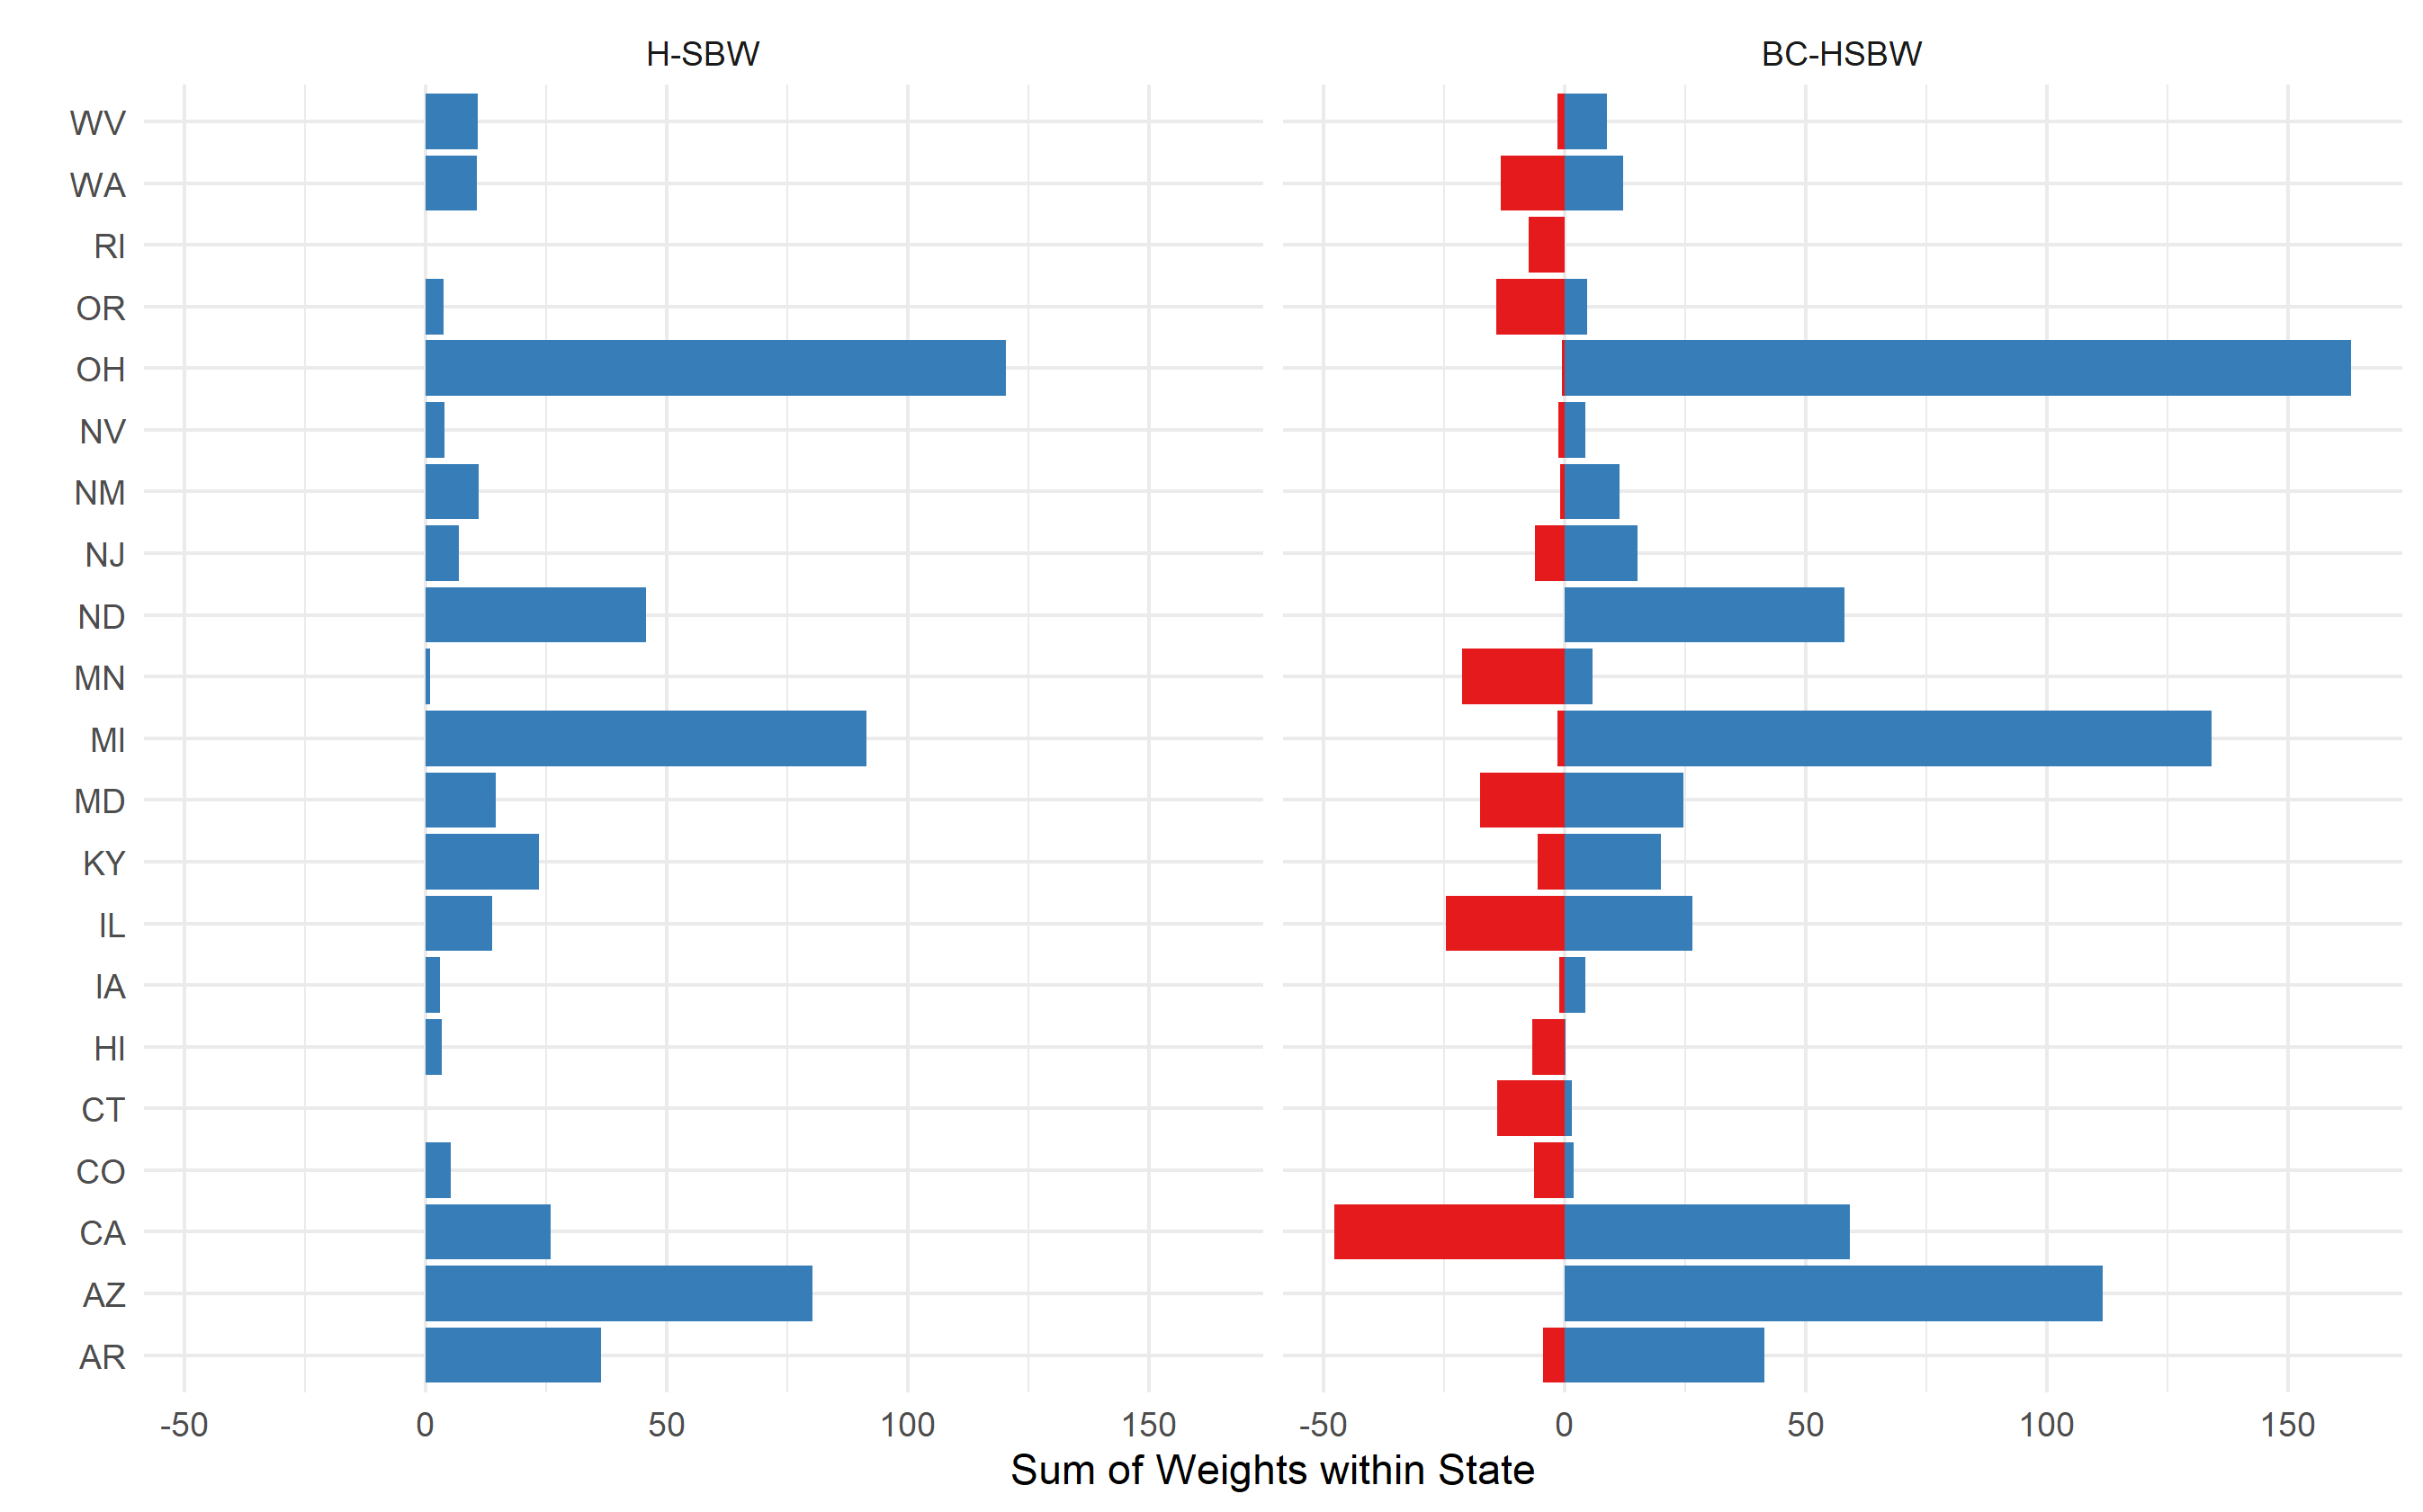 H-SBW BC-HSBW
WV
WA
RI
OR
OH
NV
NM
NJ
ND
MN
MI
MD
KY
IL
IA
HI
CT
CO
CA
AZ
AR
-50 0 50 100 150 -50 0 50 100 150
Sum of Weights within State